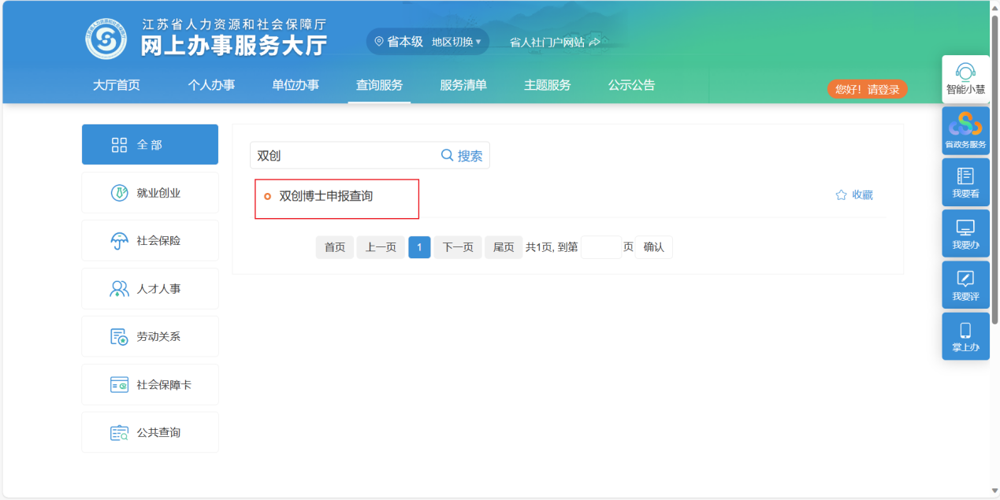 江苏省人力资源和社会保障厅
网上办事服务大厅
省本级 地区切换
省人社门户网站
大厅首页 个人办事 单位办事 查询服务 服务清单 主题服务 公示公告
您好！请登录
智能小慧
省政务服务
我要看
我要办
我要评
掌上办
全部
就业创业
社会保险
人才人事
劳动关系
社会保障卡
公共查询
双创 搜索
双创博士申报查询 收藏
首页 上一页 1 下一页 尾页 共1页, 到第 页 确认